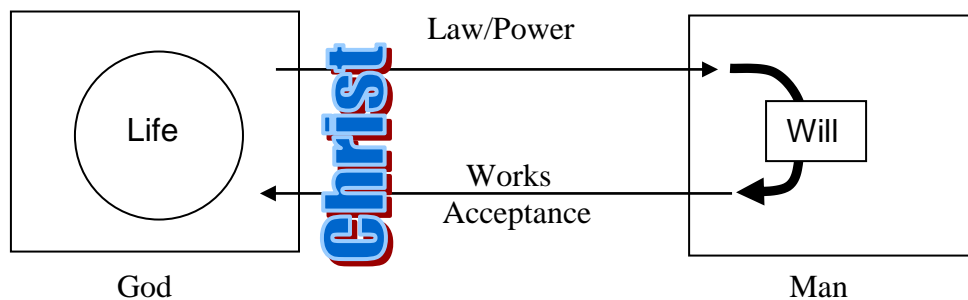 Law/Power
Life
Christ
Will
Works
Acceptance
God
Man